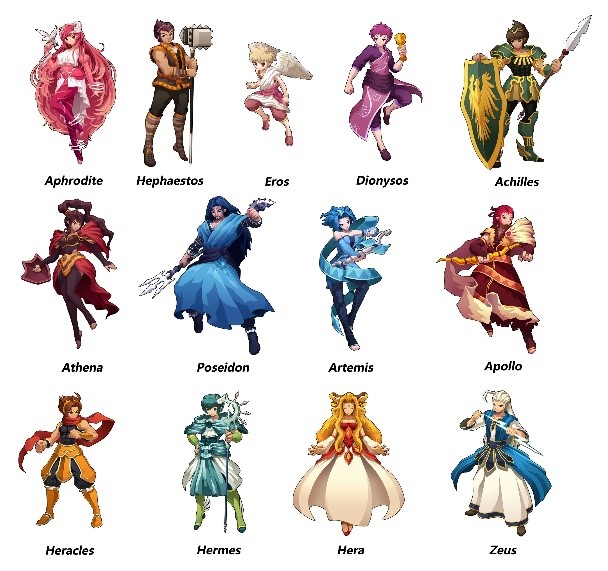 Aphrodite
Hephaestos
Eros
Dionysos
Achilles
Athena
Poseidon
Artemis
Apollo
Heracles
Hermes
Hera
Zeus